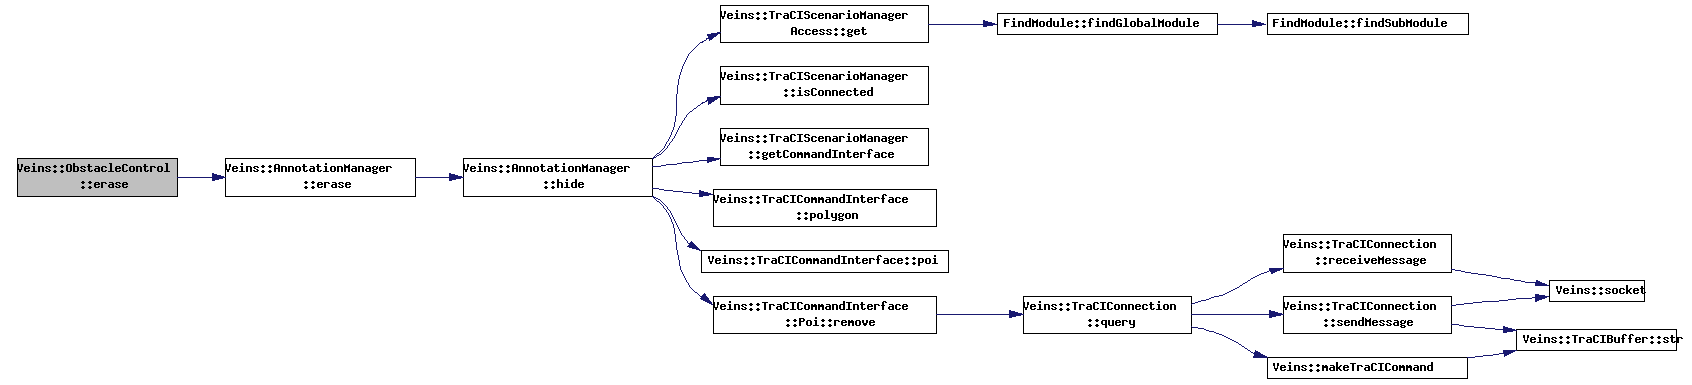 Veins::ObstacleControl
::erase
Veins::AnnotationManager
::erase
Veins::AnnotationManager
::hide
Veins::TraCIScenarioManager
Access::get
FindModule::findGlobalModule
FindModule::findSubModule
Veins::TraCIScenarioManager
::isConnected
Veins::TraCIScenarioManager
::getCommandInterface
Veins::TraCICommandInterface
::polygon
Veins::TraCICommandInterface::poi
Veins::TraCICommandInterface
::Poi::remove
Veins::TraCIConnection
::query
Veins::TraCIConnection
::receiveMessage
Veins::TraCIConnection
::sendMessage
Veins::makeTraCICommand
Veins::socket
Veins::TraCIBuffer::str